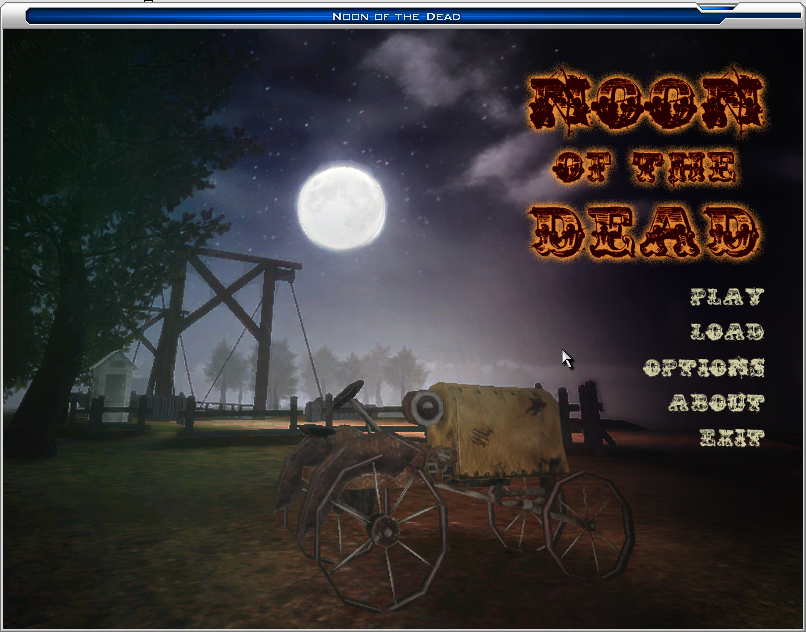 Noon of the Dead
NOON
OF THE
DEAD
PLAY
LOAD
OPTIONS
ABOUT
EXIT